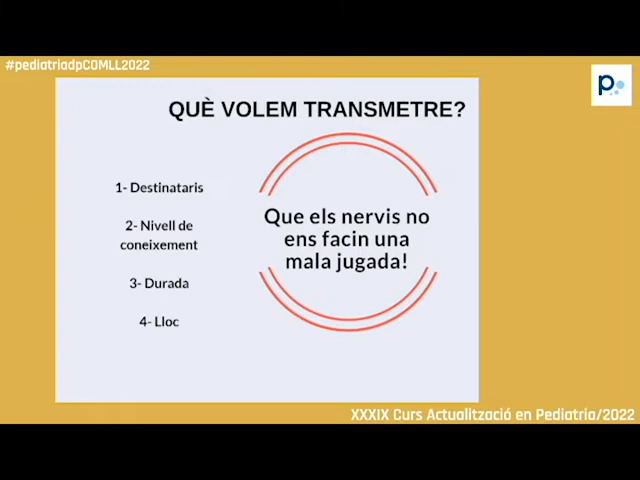 #pediatriadpCOMLL2022
p
QUÈ VOLEM TRANSMETRE?
1- Destinataris
2- Nivell de
coneixement
3- Durada
4- Lloc
Que els nervis no
ens facin una
mala jugada!
XXXIX Curs Actualització en Pediatria/2022